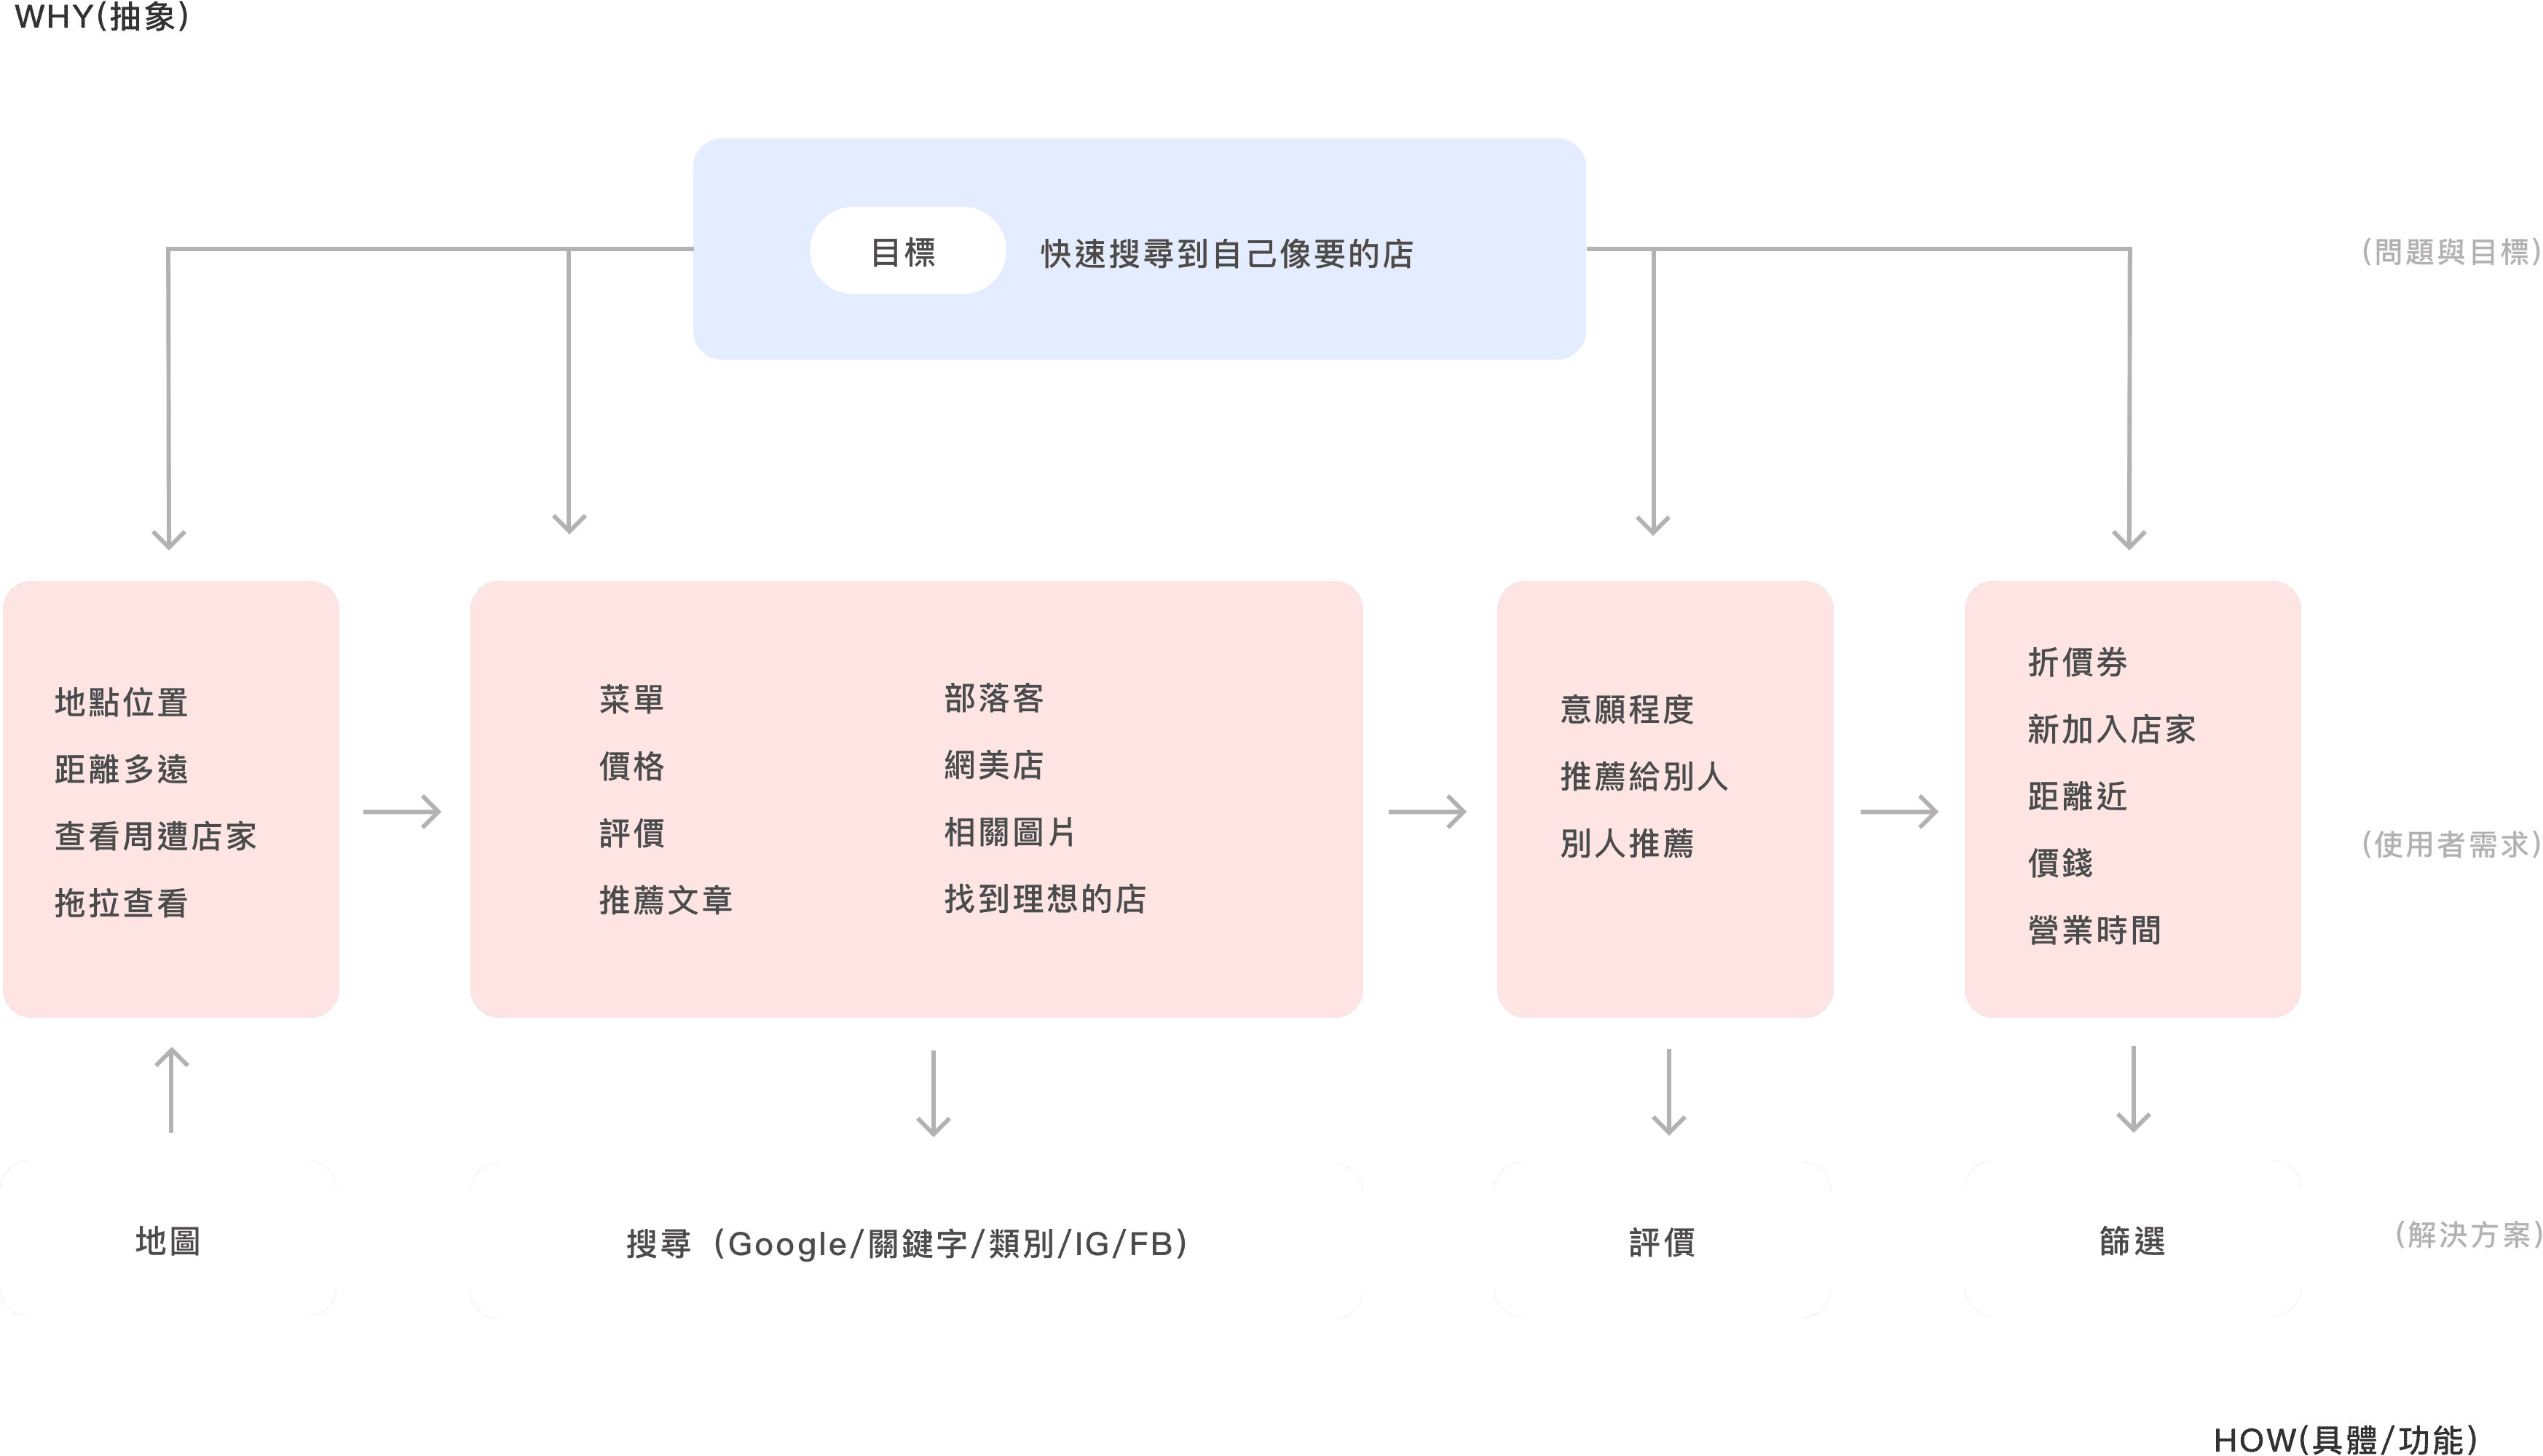 WHY(抽象)
目標
快速搜尋到自己像要的店
(問題與目標)
地點位置
距離多遠
查看周遭店家
拖拉查看
菜單
價格
評價
推薦文章
部落客
網美店
相關圖片
找到理想的店
意願程度
推薦給別人
別人推薦
折價券
新加入店家
距離近
價錢
營業時間
(使用者需求)
地圖
搜尋（Google/關鍵字/類別/IG/FB）
評價
篩選
(解決方案)
HOW(具體/功能)